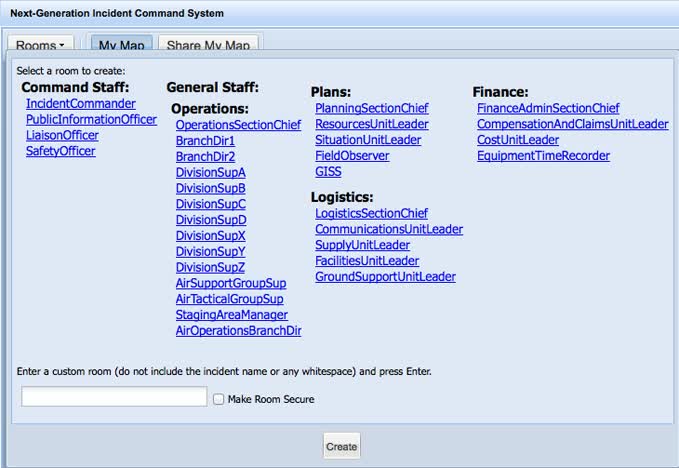 Next-Generation Incident Command System
Rooms
My Map
Share My Map
Select a room to create:
Command Staff:
IncidentCommander
PublicInformationOfficer
LiaisonOfficer
SafetyOfficer
General Staff:
Operations:
OperationsSectionChief
BranchDir1
BranchDir2
DivisionSupA
DivisionSupB
DivisionSupC
DivisionSupD
DivisionSupX
DivisionSupY
DivisionSupZ
AirSupportGroupSup
AirTacticalGroupSup
StagingAreaManager
AirOperationsBranchDir
Plans:
PlanningSectionChief
ResourcesUnitLeader
SituationUnitLeader
FieldObserver
GISS
Logistics:
LogisticsSectionChief
CommunicationsUnitLeader
SupplyUnitLeader
FacilitiesUnitLeader
GroundSupportUnitLeader
Finance:
FinanceAdminSectionChief
CompensationAndClaimsUnitLeader
CostUnitLeader
EquipmentTimeRecorder
Enter a custom room (do not include the incident name or any whitespace) and press Enter.
Make Room Secure
Create